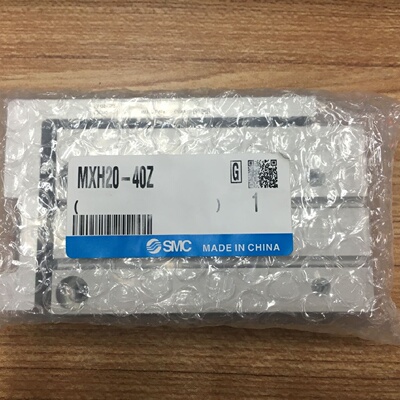 MXH20-40Z
G
( ) 1
SMC MADE IN CHINA